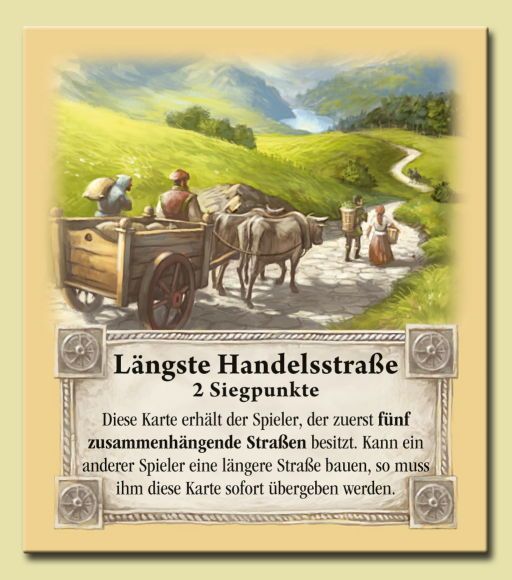 Längste Handelsstraße
2 Siegpunkte
Diese Karte erhält der Spieler, der zuerst fünf
zusammenhängende Straßen besitzt. Kann ein
anderer Spieler eine längere Straße bauen, so muss
ihm diese Karte sofort übergeben werden.